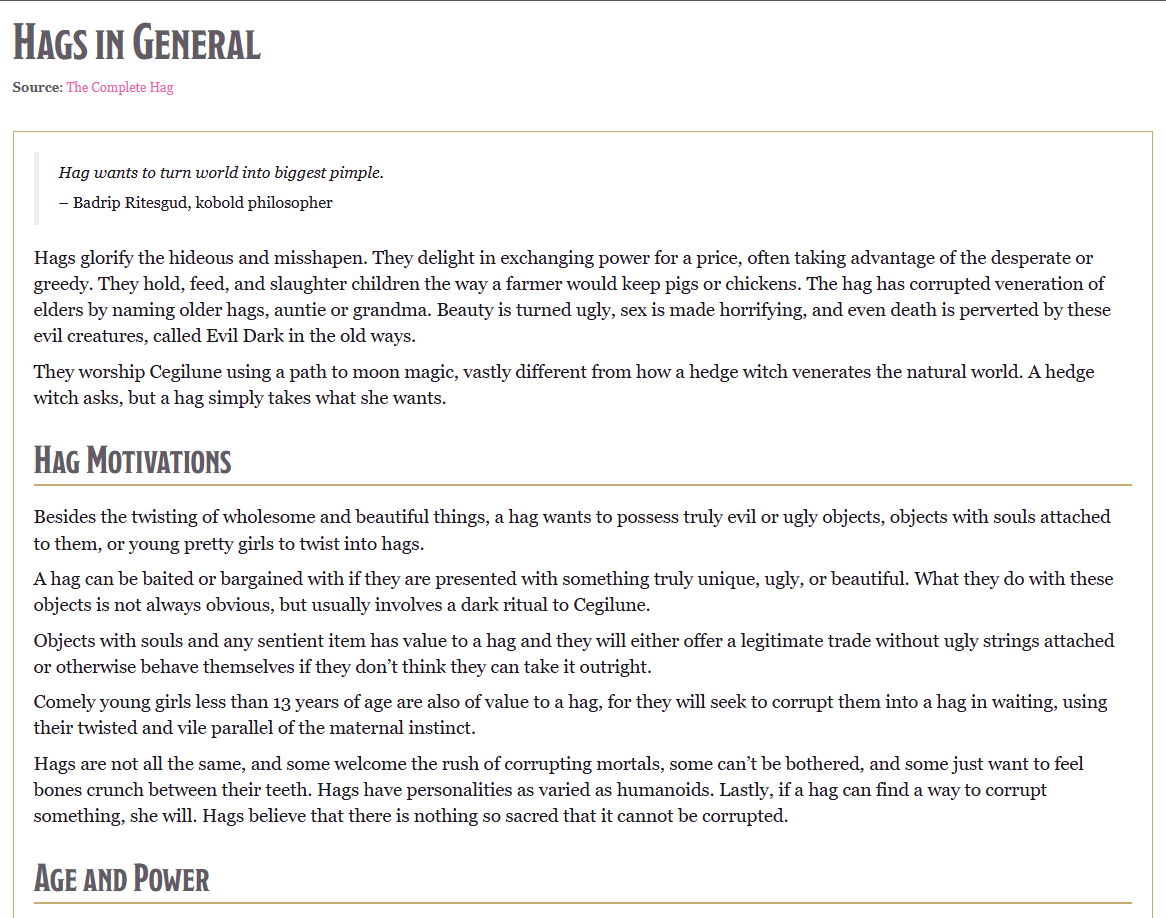 Hags in General
Source: The Complete Hag
Hag wants to turn world into biggest pimple.
– Badrip Ritesgud, kobold philosopher
Hags glorify the hideous and misshapen. They delight in exchanging power for a price, often taking advantage of the desperate or
greedy. They hold, feed, and slaughter children the way a farmer would keep pigs or chickens. The hag has corrupted veneration of
elders by naming older hags, auntie or grandma. Beauty is turned ugly, sex is made horrifying, and even death is perverted by these
evil creatures, called Evil Dark in the old ways.
They worship Cegilune using a path to moon magic, vastly different from how a hedge witch venerates the natural world. A hedge
witch asks, but a hag simply takes what she wants.
Hag Motivations
Besides the twisting of wholesome and beautiful things, a hag wants to possess truly evil or ugly objects, objects with souls attached
to them, or young pretty girls to twist into hags.
A hag can be baited or bargained with if they are presented with something truly unique, ugly, or beautiful. What they do with these
objects is not always obvious, but usually involves a dark ritual to Cegilune.
Objects with souls and any sentient item has value to a hag and they will either offer a legitimate trade without ugly strings attached
or otherwise behave themselves if they don’t think they can take it outright.
Comely young girls less than 13 years of age are also of value to a hag, for they will seek to corrupt them into a hag in waiting, using
their twisted and vile parallel of the maternal instinct.
Hags are not all the same, and some welcome the rush of corrupting mortals, some can’t be bothered, and some just want to feel
bones crunch between their teeth. Hags have personalities as varied as humanoids. Lastly, if a hag can find a way to corrupt
something, she will. Hags believe that there is nothing so sacred that it cannot be corrupted.
Age and Power